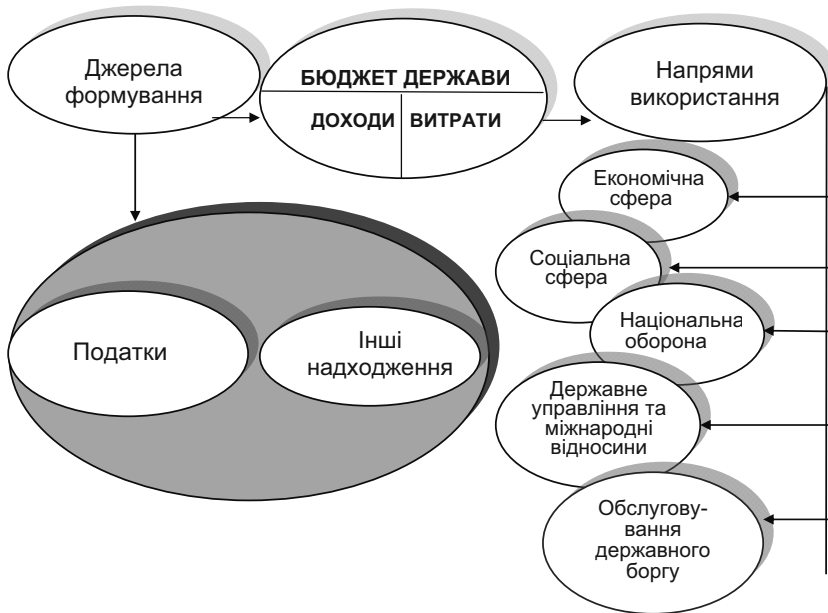 Джерела
формування
БЮДЖЕТ ДЕРЖАВИ
ДОХОДИ ВИТРАТИ
Напрями
використання
Економічна
сфера
Соціальна
сфера
Національна
оборона
Державне
управління та
міжнародні
відносини
Обслугову-
вання
державного
боргу
Податки
Інші
надходження